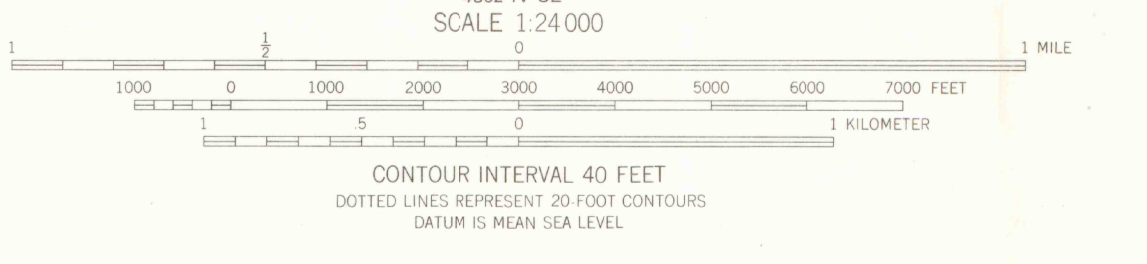 SCALE 1:24 000
1 1/2 0 1 MILE
1000 0 1000 2000 3000 4000 5000 6000 7000 FEET
1 .5 0 1 KILOMETER
CONTOUR INTERVAL 40 FEET
DOTTED LINES REPRESENT 20-FOOT CONTOURS
DATUM IS MEAN SEA LEVEL